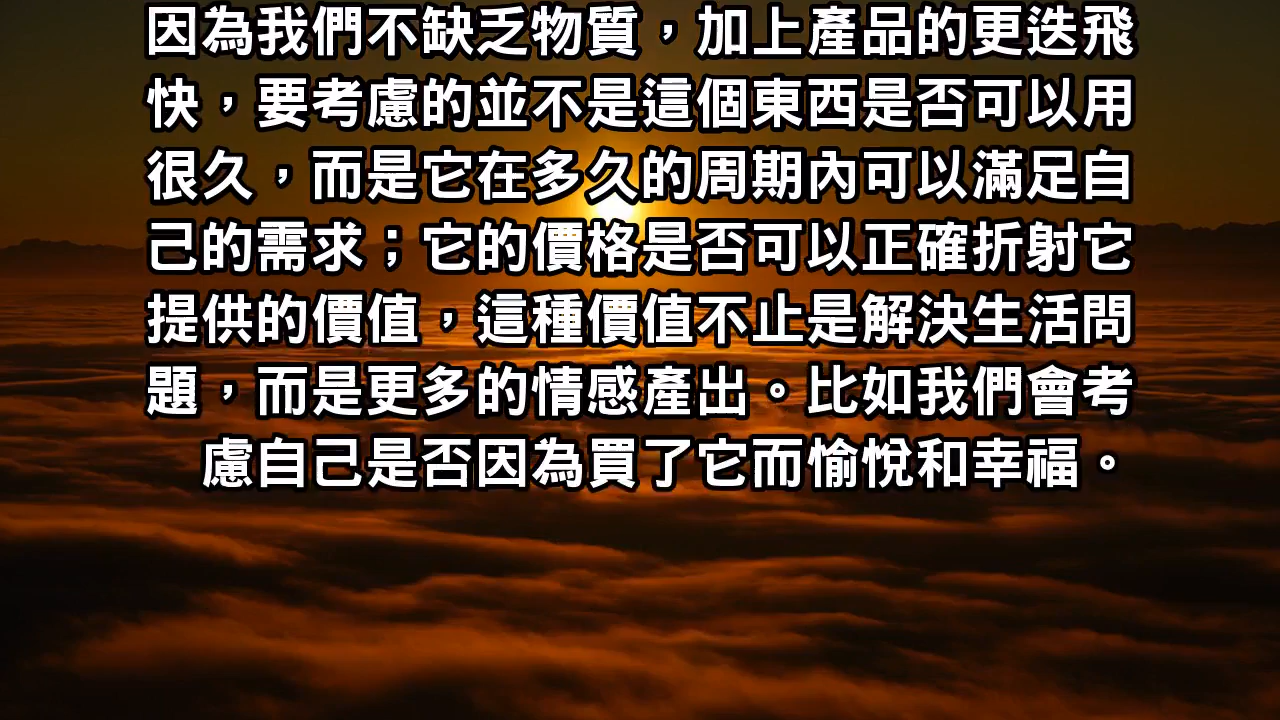 因為我們不缺乏物質，加上產品的更迭飛
快，要考慮的並不是這個東西是否可以用
很久，而是它在多久的周期內可以滿足自
己的需求；它的價格是否可以正確折射它
提供的價值，這種價值不止是解決生活問
題，而是更多的情感產出。比如我們會考
慮自己是否因為買了它而愉悅和幸福。